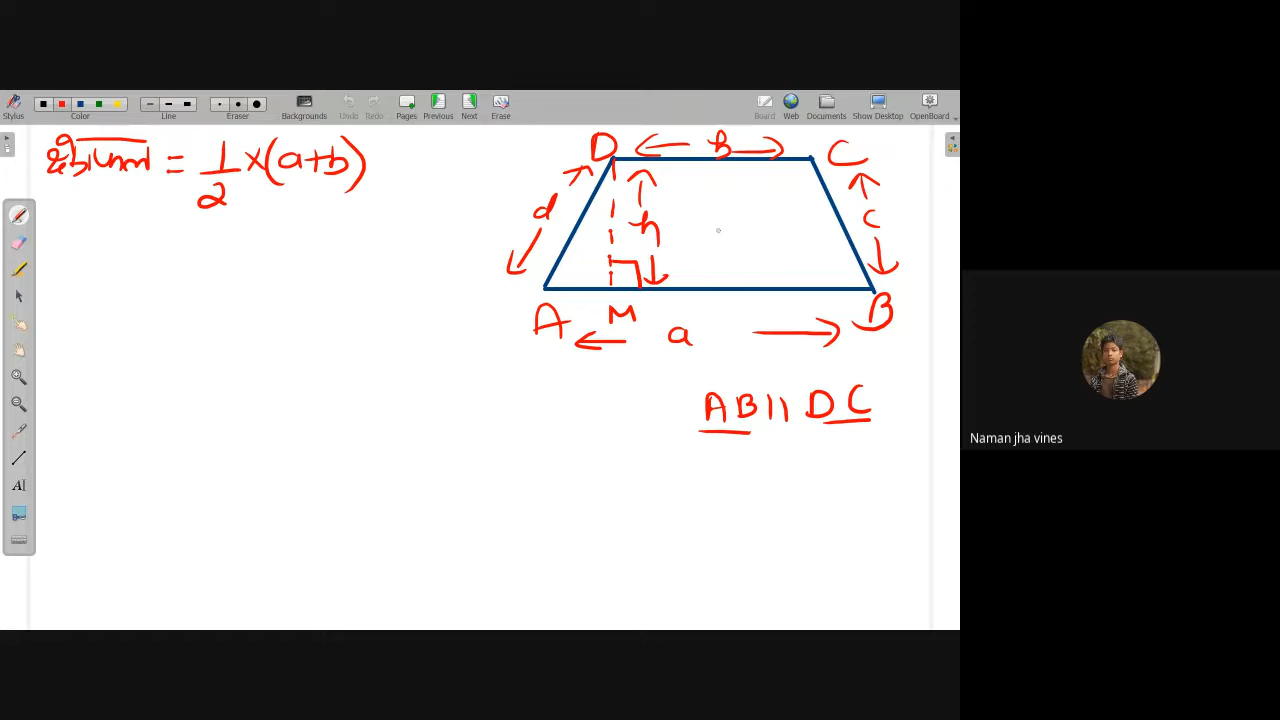 Stylus
Color
Line
Eraser
Backgrounds
Undo
Redo
Pages
Previous
Next
Erase
Board
Web
Documents
Show Desktop
OpenBoard
क्षेत्रफल = 1/2 × (a+b)
D
b
C
d
h
c
A
M
a
B
AB || DC
Naman jha vines